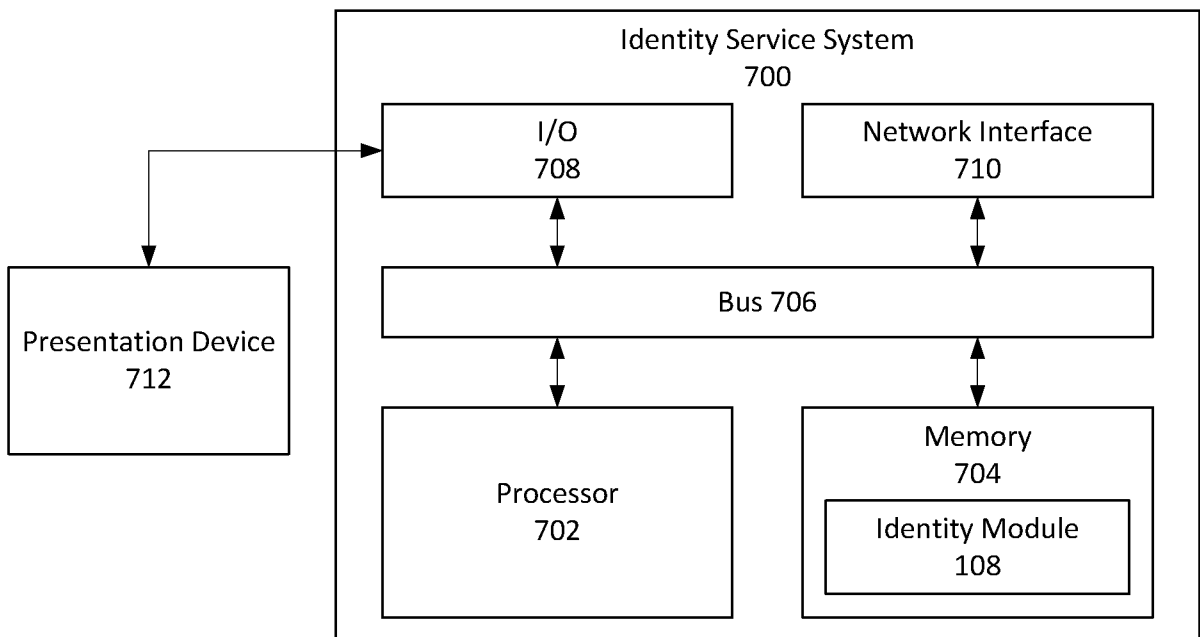 Identity Service System
700
I/O
708
Network Interface
710
Bus 706
Presentation Device
712
Processor
702
Memory
704
Identity Module
108